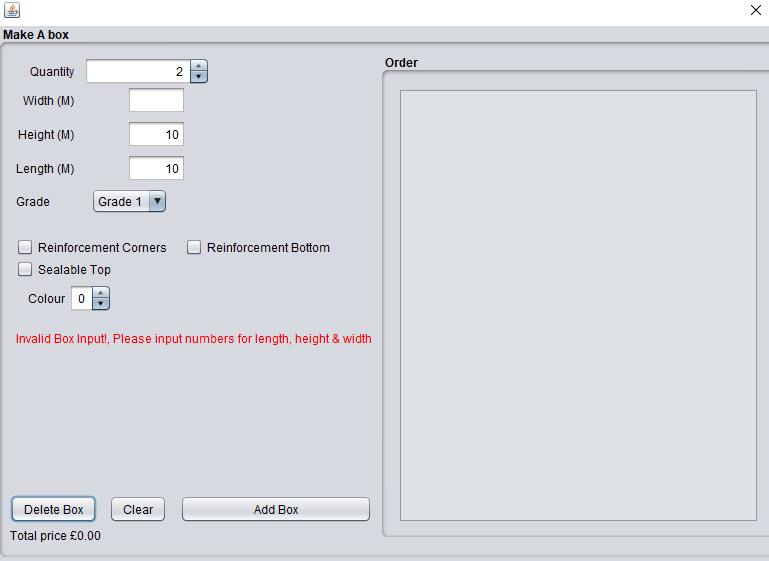 Make A box
Quantity 2
Width (M)
Height (M) 10
Length (M) 10
Grade Grade 1
Reinforcement Corners Reinforcement Bottom
Sealable Top
Colour 0
Invalid Box Input!, Please input numbers for length, height & width
Delete Box Clear Add Box
Total price £0.00
Order